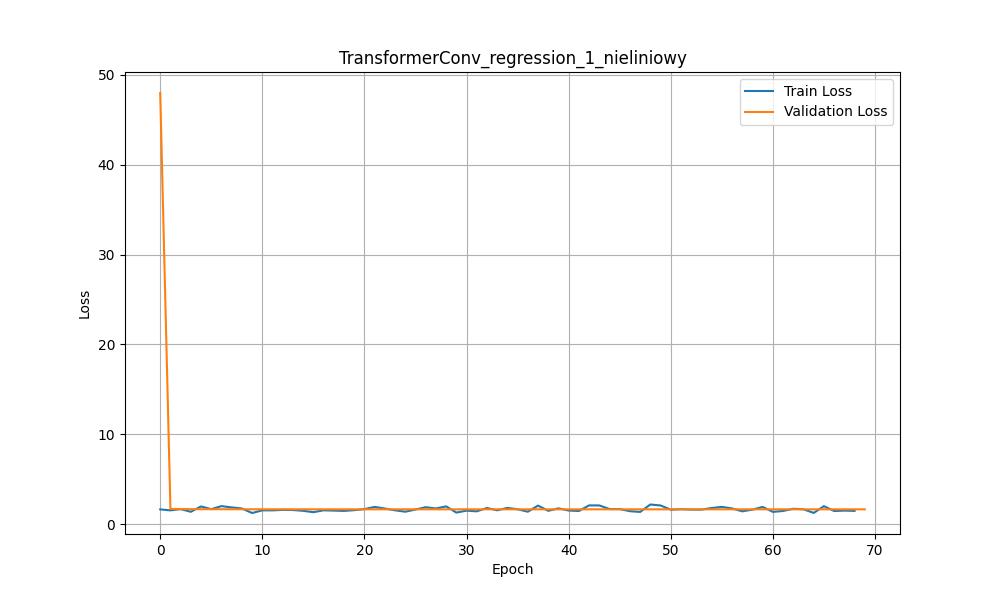 TransformerConv_regression_1_nieliniowy
Train Loss
Validation Loss
50
40
30
20
10
0
Loss
0 10 20 30 40 50 60 70
Epoch